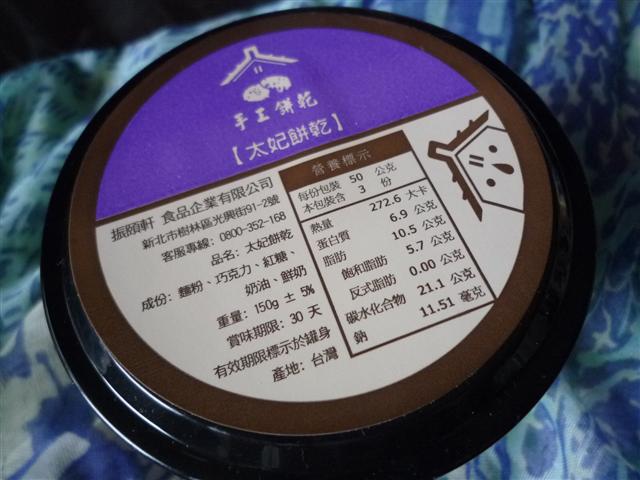 手工餅乾
【太妃餅乾】
振頤軒 食品企業有限公司
新北市樹林區光興街91-2號
客服專線: 0800-352-168
品名: 太妃餅乾
成份: 麵粉、巧克力、紅糖、
奶油、鮮奶
重量: 150g ± 5%
賞味期限: 30 天
有效期限標示於罐身
產地: 台灣
營養標示
每份包裝 50 公克
本包裝含 3 份
熱量 272.6 大卡
蛋白質 6.9 公克
脂肪 10.5 公克
飽和脂肪 5.7 公克
反式脂肪 0.00 公克
碳水化合物 21.1 公克
鈉 11.51 毫克